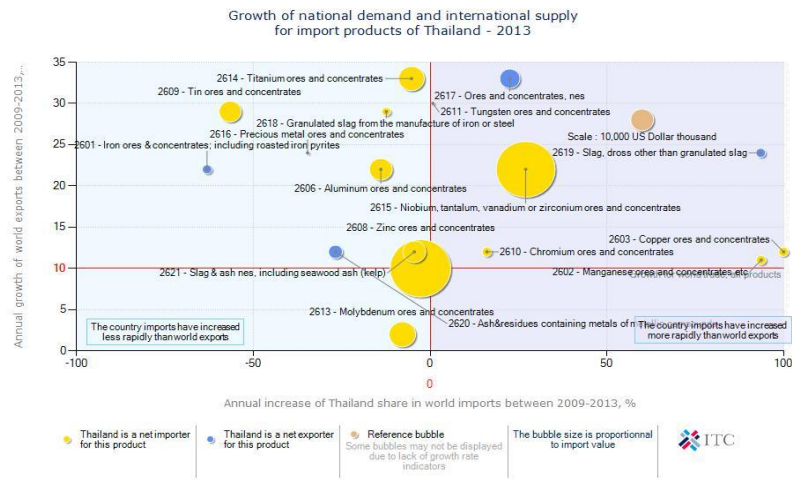 Growth of national demand and international supply
for import products of Thailand - 2013
Annual growth of world exports between 2009-2013,...
35
30
25
20
15
10
5
0
2614 - Titanium ores and concentrates
2609 - Tin ores and concentrates
2617 - Ores and concentrates, nes
2611 - Tungsten ores and concentrates
2618 - Granulated slag from the manufacture of iron or steel
2616 - Precious metal ores and concentrates
Scale : 10,000 US Dollar thousand
2601 - Iron ores & concentrates; including roasted iron pyrites
2619 - Slag, dross other than granulated slag
2606 - Aluminum ores and concentrates
2615 - Niobium, tantalum, vanadium or zirconium ores and concentrates
2608 - Zinc ores and concentrates
2603 - Copper ores and concentrates
2610 - Chromium ores and concentrates
2621 - Slag & ash nes, including seawood ash (kelp)
2602 - Manganese ores and concentrates etc
Growth for world trade, all products
2613 - Molybdenum ores and concentrates
2620 - Ash&residues containing metals of
The country imports have increased
less rapidly than world exports
The country imports have increased
more rapidly than world exports
-100
-50
0
50
100
0
Annual increase of Thailand share in world imports between 2009-2013, %
Thailand is a net importer
for this product
Thailand is a net exporter
for this product
Reference bubble
Some bubbles may not be displayed
due to lack of growth rate
indicators
The bubble size is proportionnal
to import value
ITC